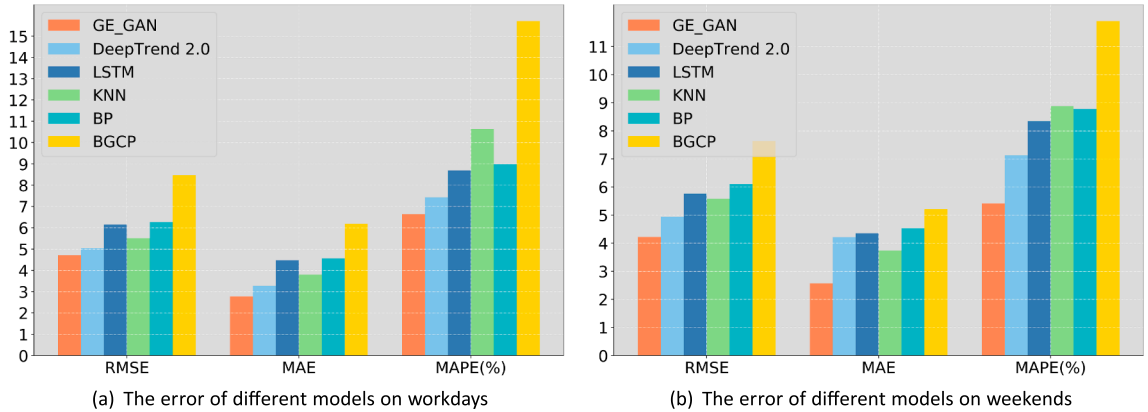 15
14
13
12
11
10
9
8
7
6
5
4
3
2
1
0
GE_GAN
DeepTrend 2.0
LSTM
KNN
BP
BGCP
RMSE MAE MAPE(%)
(a) The error of different models on workdays
11
10
9
8
7
6
5
4
3
2
1
0
GE_GAN
DeepTrend 2.0
LSTM
KNN
BP
BGCP
RMSE MAE MAPE(%)
(b) The error of different models on weekends